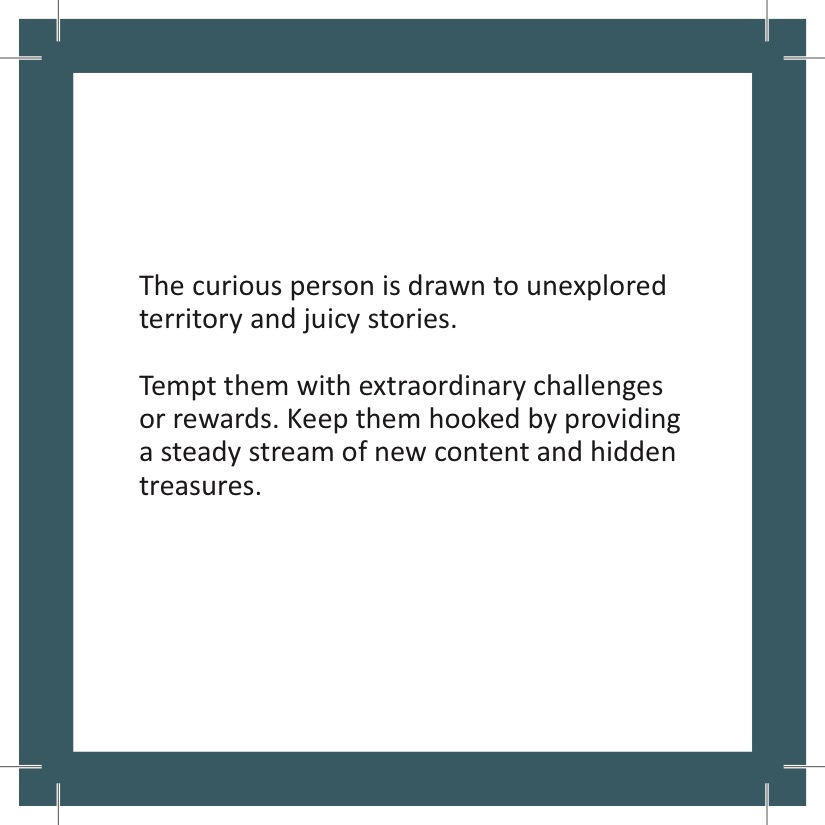 The curious person is drawn to unexplored
territory and juicy stories.
Tempt them with extraordinary challenges
or rewards. Keep them hooked by providing
a steady stream of new content and hidden
treasures.